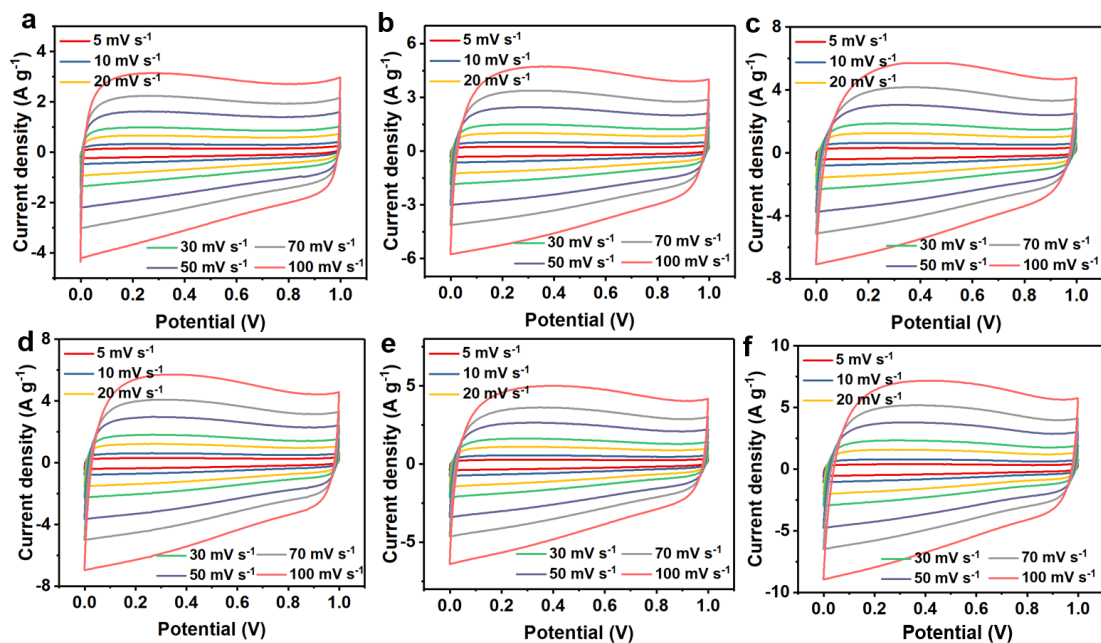 a
5 mV s⁻¹
10 mV s⁻¹
20 mV s⁻¹
30 mV s⁻¹ 70 mV s⁻¹
50 mV s⁻¹ 100 mV s⁻¹
Current density (A g⁻¹)
4
2
0
-2
-4
0.0 0.2 0.4 0.6 0.8 1.0
Potential (V)
b
5 mV s⁻¹
10 mV s⁻¹
20 mV s⁻¹
30 mV s⁻¹ 70 mV s⁻¹
50 mV s⁻¹ 100 mV s⁻¹
Current density (A g⁻¹)
6
3
0
-3
-6
0.0 0.2 0.4 0.6 0.8 1.0
Potential (V)
c
5 mV s⁻¹
10 mV s⁻¹
20 mV s⁻¹
30 mV s⁻¹ 70 mV s⁻¹
50 mV s⁻¹ 100 mV s⁻¹
Current density (A g⁻¹)
8
4
0
-4
-8
0.0 0.2 0.4 0.6 0.8 1.0
Potential (V)
d
5 mV s⁻¹
10 mV s⁻¹
20 mV s⁻¹
30 mV s⁻¹ 70 mV s⁻¹
50 mV s⁻¹ 100 mV s⁻¹
Current density (A g⁻¹)
8
4
0
-4
-8
0.0 0.2 0.4 0.6 0.8 1.0
Potential (V)
e
5 mV s⁻¹
10 mV s⁻¹
20 mV s⁻¹
30 mV s⁻¹ 70 mV s⁻¹
50 mV s⁻¹ 100 mV s⁻¹
Current density (A g⁻¹)
5
0
-5
0.0 0.2 0.4 0.6 0.8 1.0
Potential (V)
f
5 mV s⁻¹
10 mV s⁻¹
20 mV s⁻¹
30 mV s⁻¹ 70 mV s⁻¹
50 mV s⁻¹ 100 mV s⁻¹
Current density (A g⁻¹)
10
5
0
-5
-10
0.0 0.2 0.4 0.6 0.8 1.0
Potential (V)